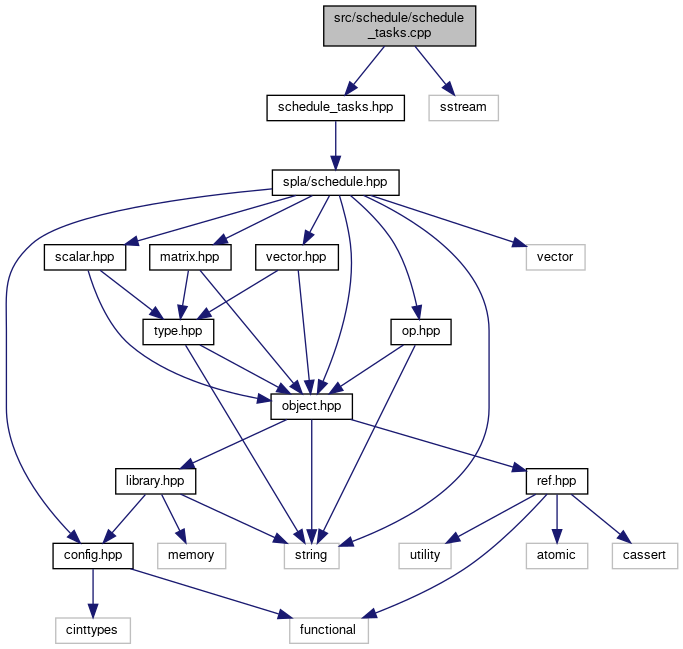 src/schedule/schedule
_tasks.cpp
schedule_tasks.hpp
sstream
spla/schedule.hpp
scalar.hpp
matrix.hpp
vector.hpp
vector
type.hpp
op.hpp
object.hpp
library.hpp
ref.hpp
config.hpp
memory
string
utility
atomic
cassert
cinttypes
functional